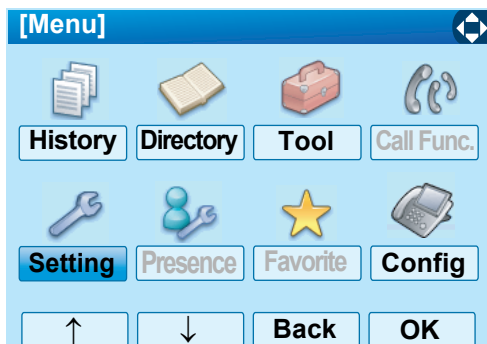 [Menu]
History Directory Tool Call Func.
Setting Presence Favorite Config
↑ ↓ Back OK